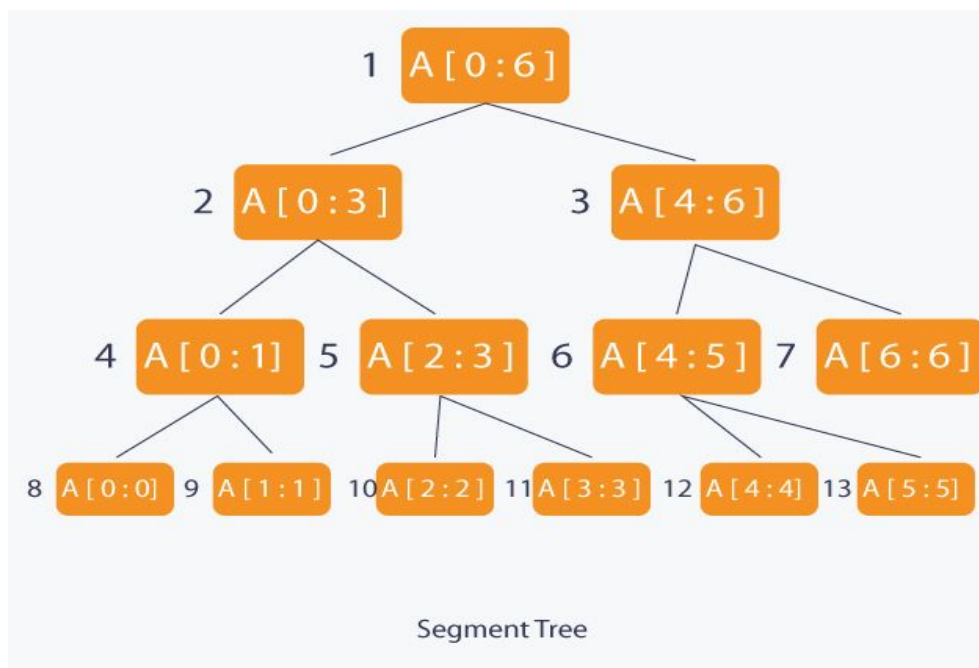 1 A [ 0 : 6 ]
2 A [ 0 : 3 ] 3 A [ 4 : 6 ]
4 A [ 0 : 1] 5 A [ 2 : 3 ] 6 A [ 4 : 5 ] 7 A [ 6 : 6 ]
8 A [ 0 : 0] 9 A [ 1 : 1 ] 10 A [ 2 : 2 ] 11 A [ 3 : 3 ] 12 A [ 4 : 4] 13 A [ 5 : 5]
Segment Tree